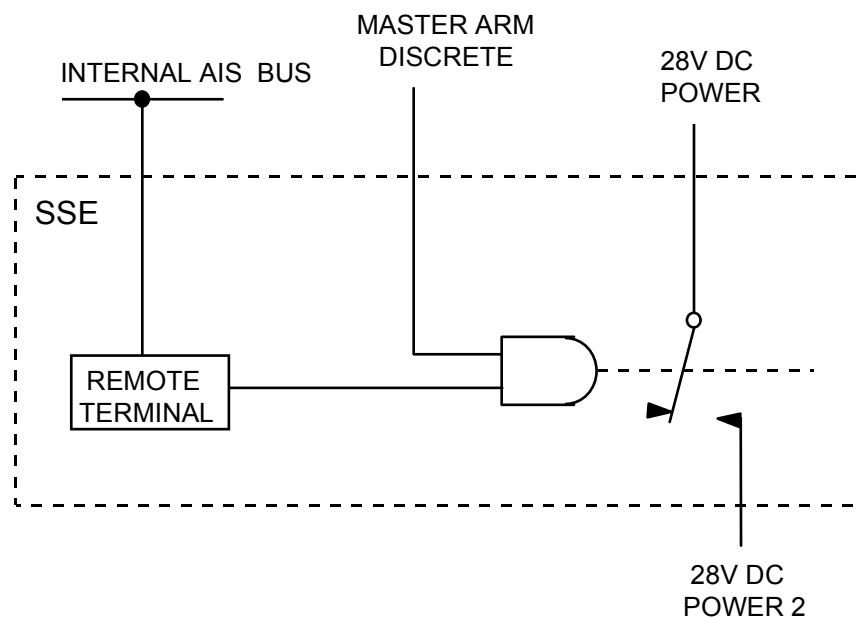 MASTER ARM
DISCRETE
INTERNAL AIS BUS
28V DC
POWER
SSE
REMOTE
TERMINAL
28V DC
POWER 2